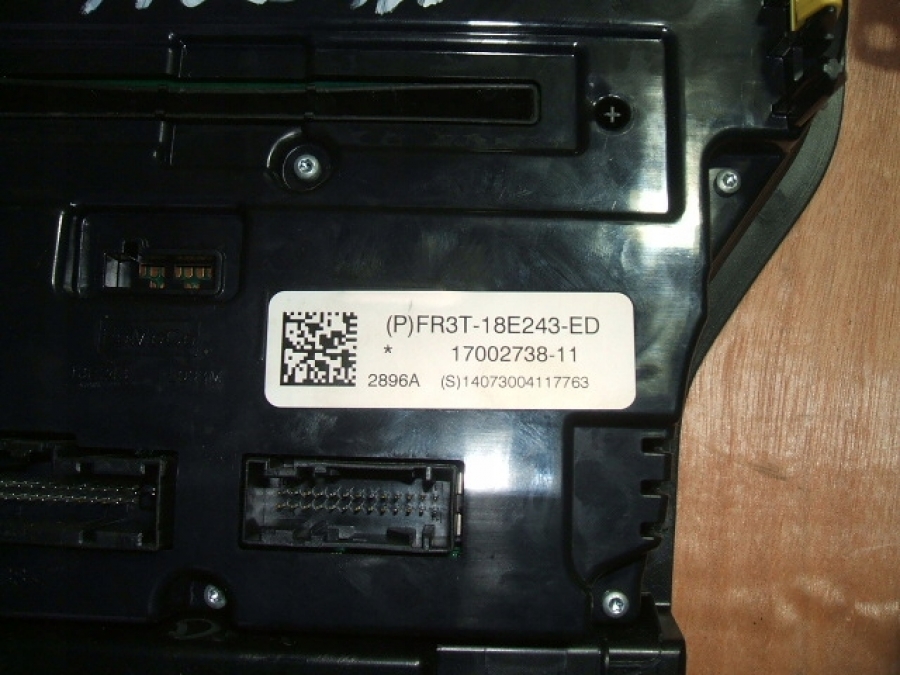 (P)FR3T-18E243-ED
* 17002738-11
2896A (S)14073004117763